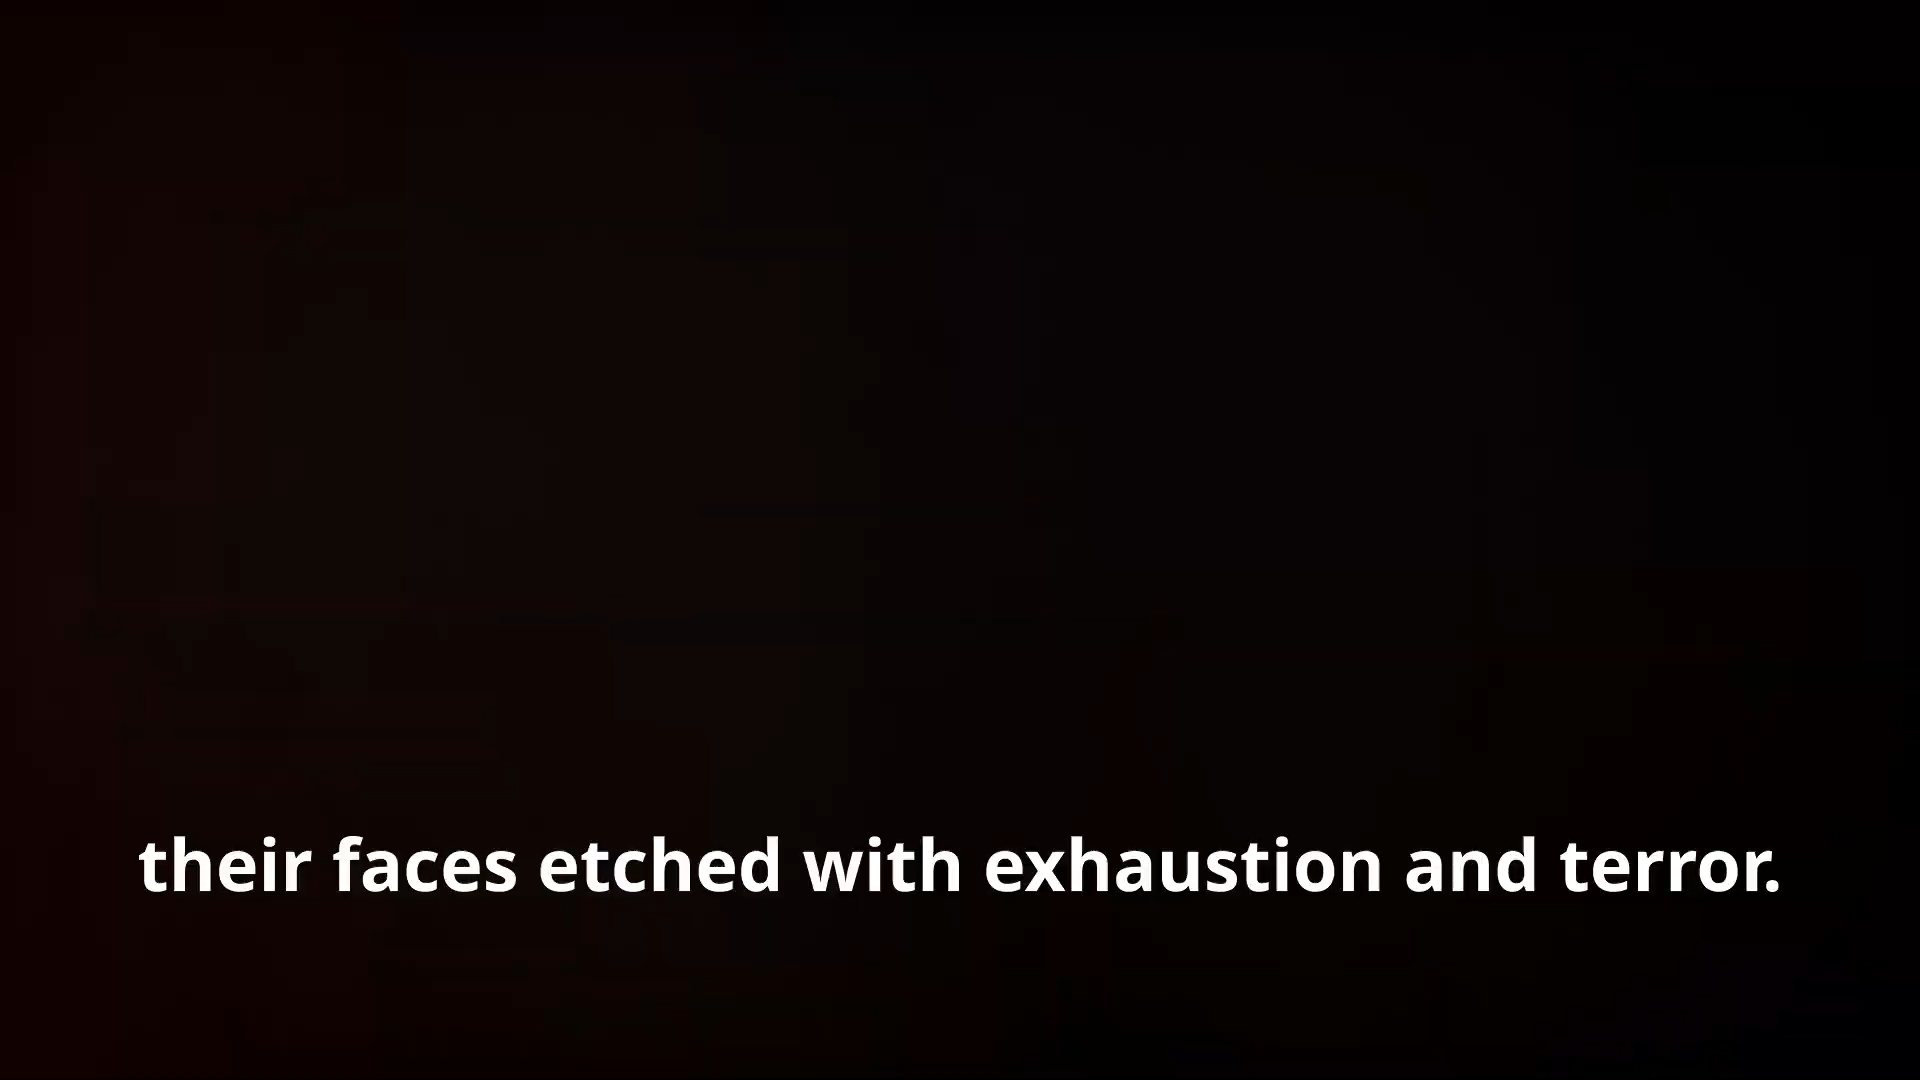 their faces etched with exhaustion and terror.